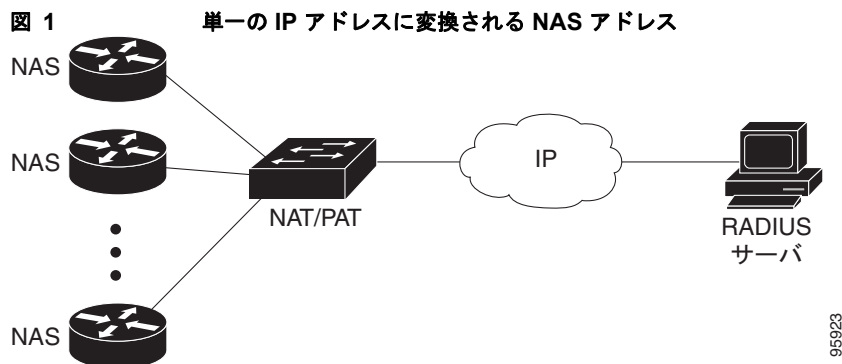 図 1 単一の IP アドレスに変換される NAS アドレス
NAS
NAS
NAT/PAT
IP
RADIUS
サーバ
NAS
95923